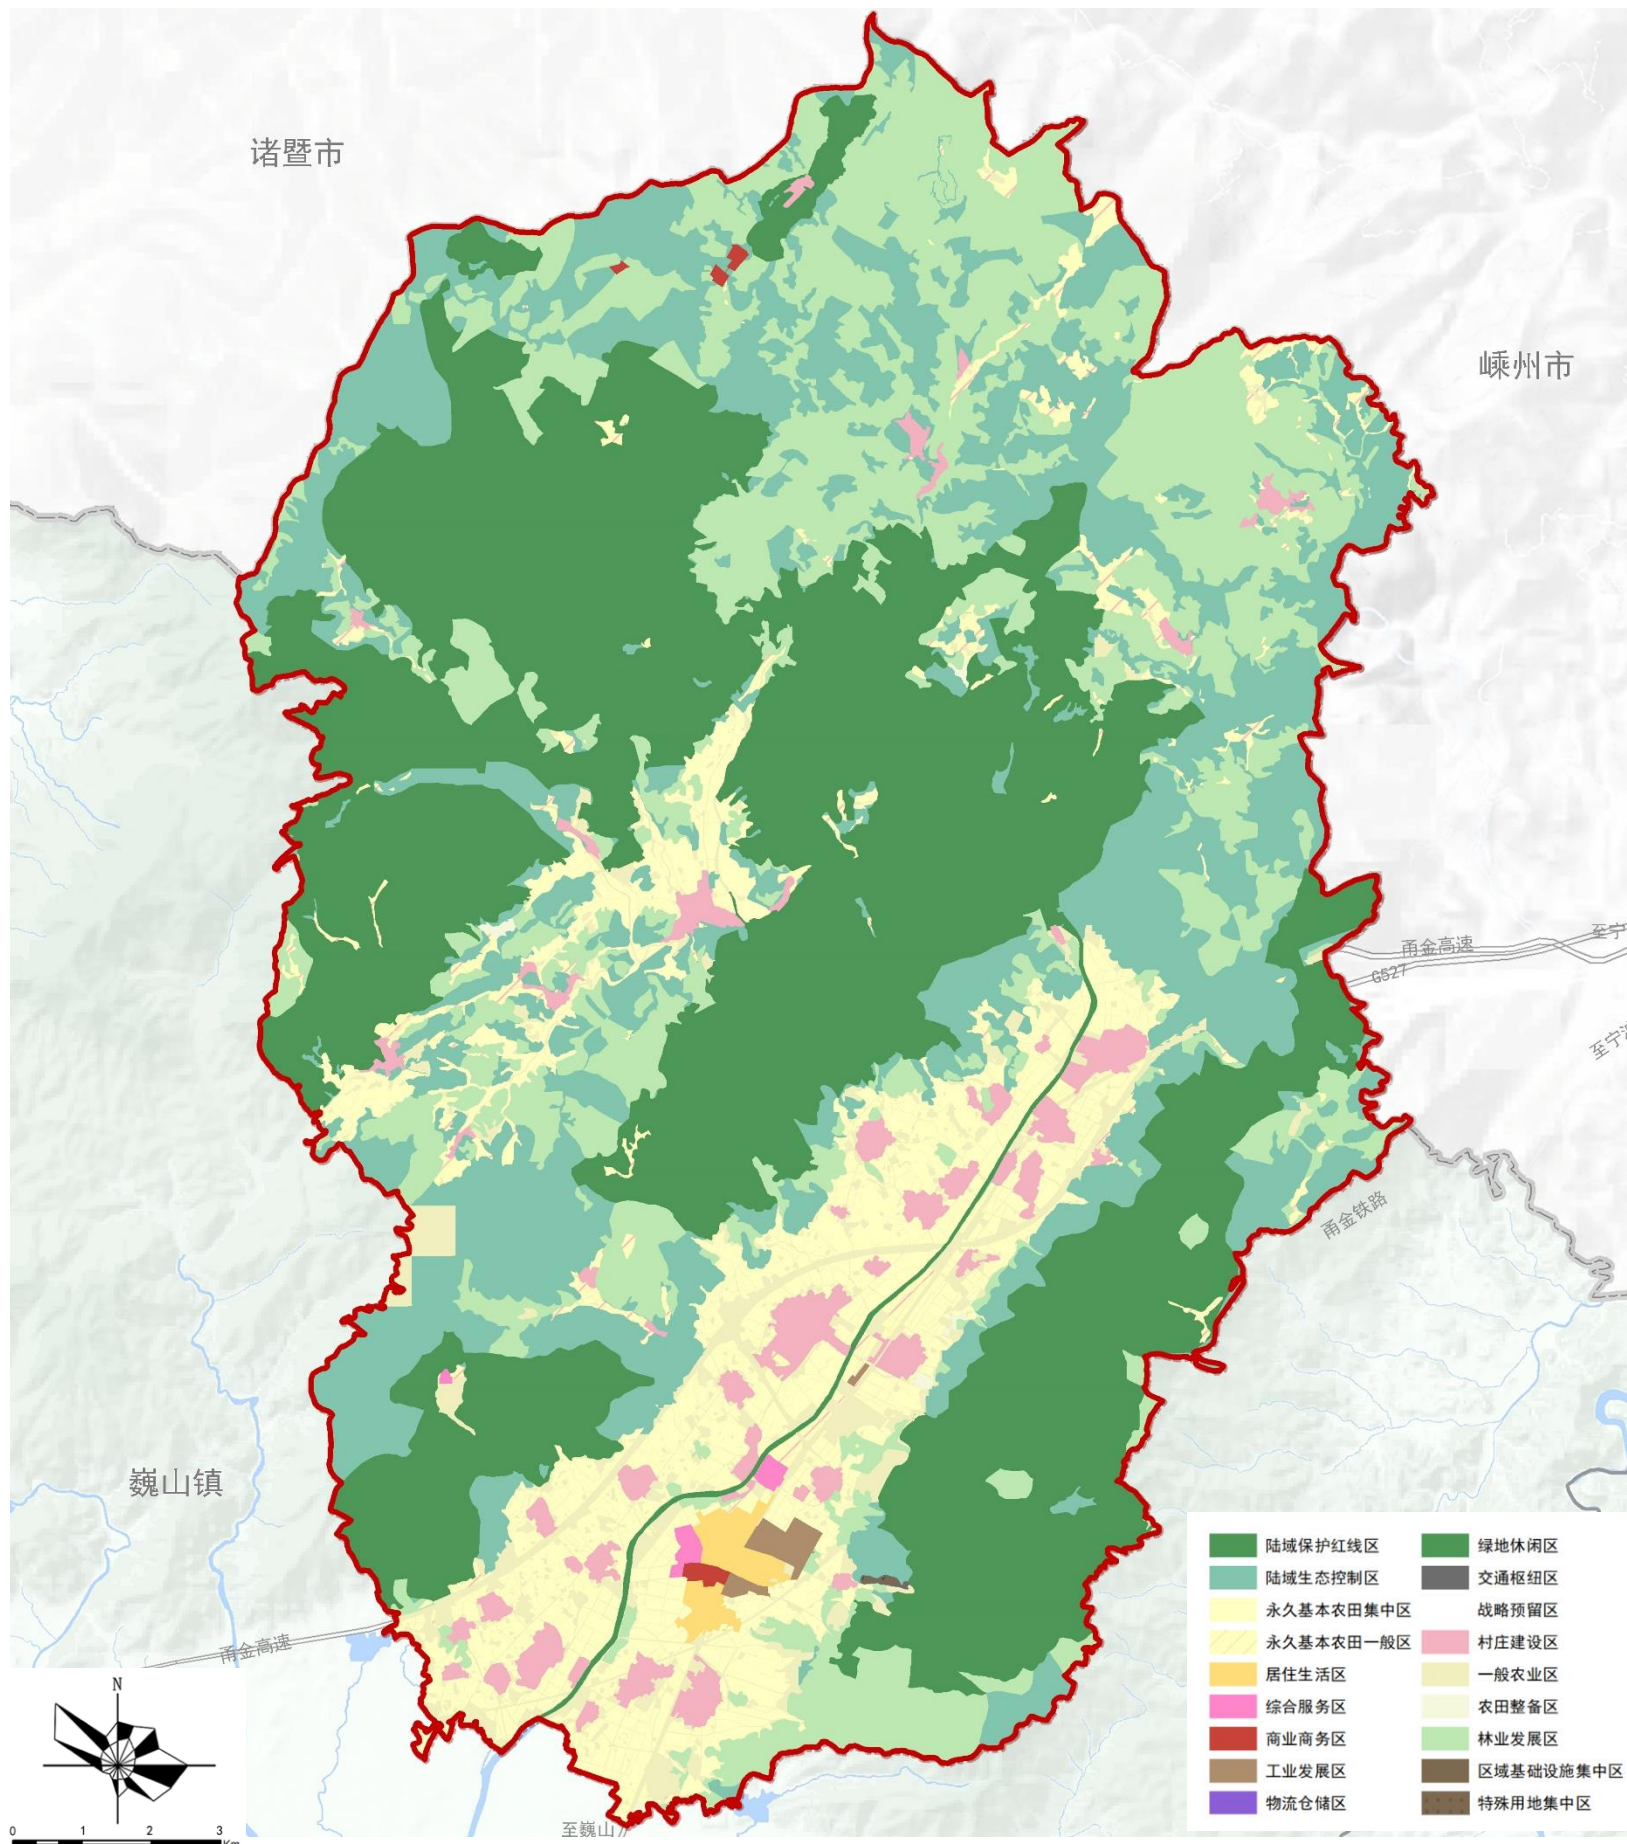 诸暨市
嵊州市
甬金高速
至宁
G527
至宁波
甬金铁路
巍山镇
甬金高速
至巍山
N
0 1 2 3
Km
陆域保护红线区
陆域生态控制区
永久基本农田集中区
永久基本农田一般区
居住生活区
综合服务区
商业商务区
工业发展区
物流仓储区
绿地休闲区
交通枢纽区
战略预留区
村庄建设区
一般农业区
农田整备区
林业发展区
区域基础设施集中区
特殊用地集中区